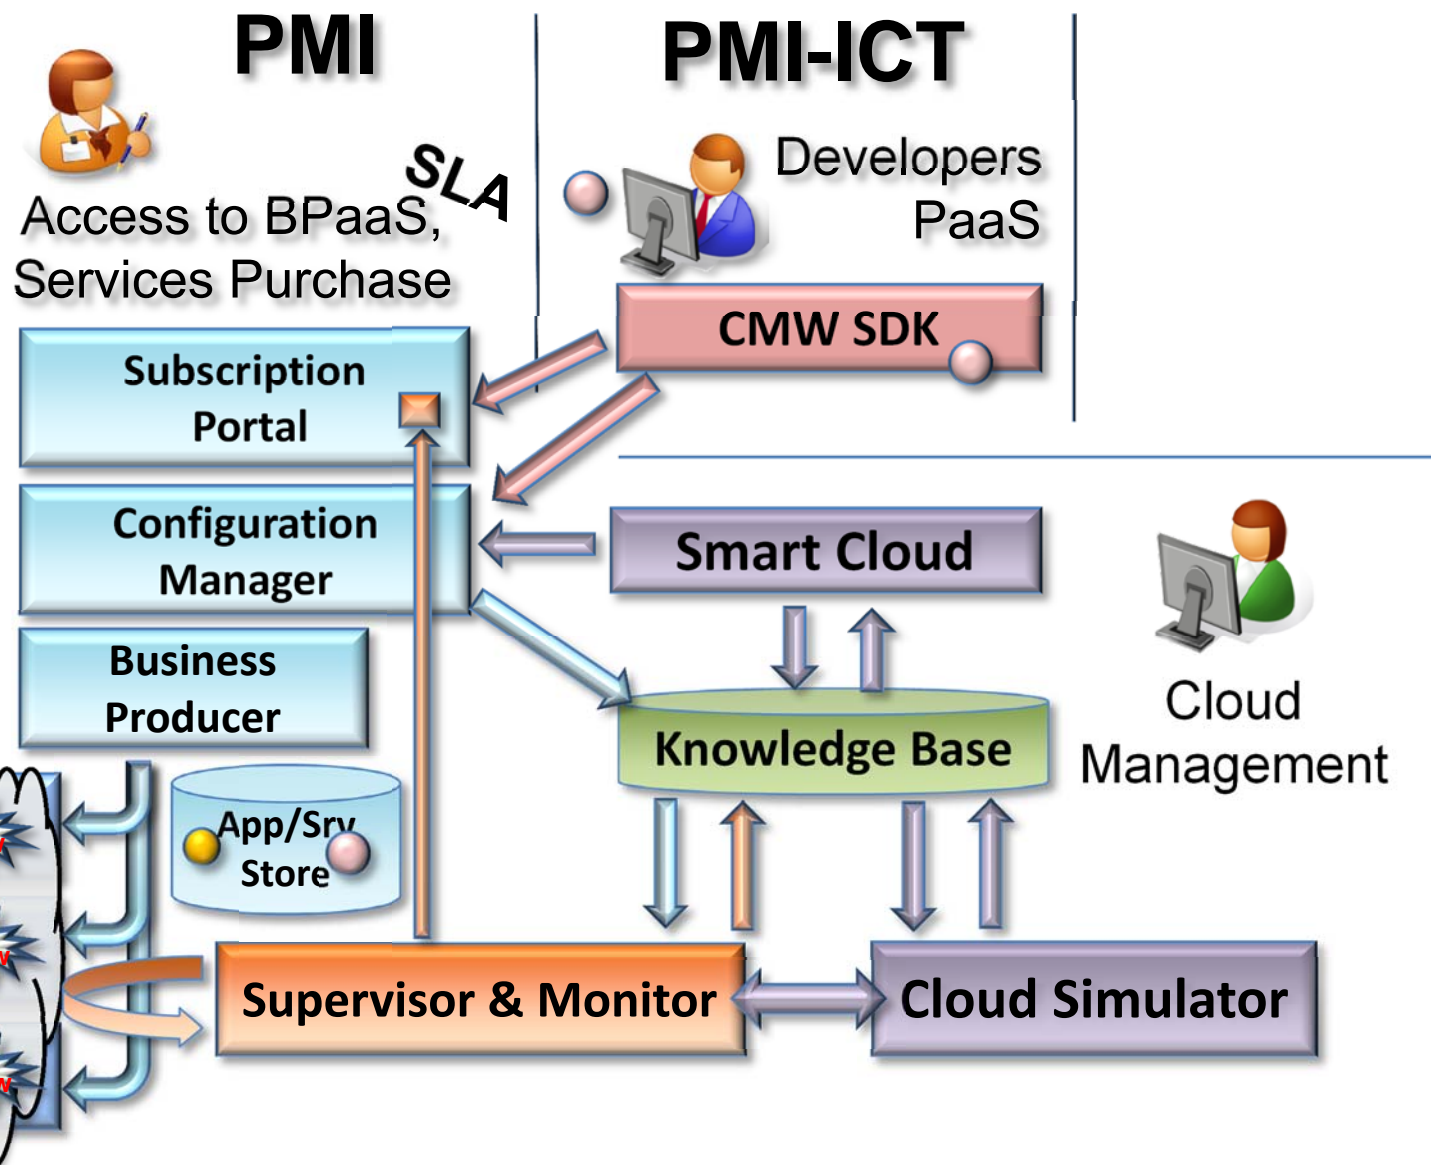 PMI
PMI-ICT
SLA
Access to BPaaS,
Services Purchase
Developers
PaaS
CMW SDK
Subscription
Portal
Configuration
Manager
Smart Cloud
Business
Producer
Knowledge Base
Cloud
Management
App/Srv
Store
Supervisor & Monitor
Cloud Simulator